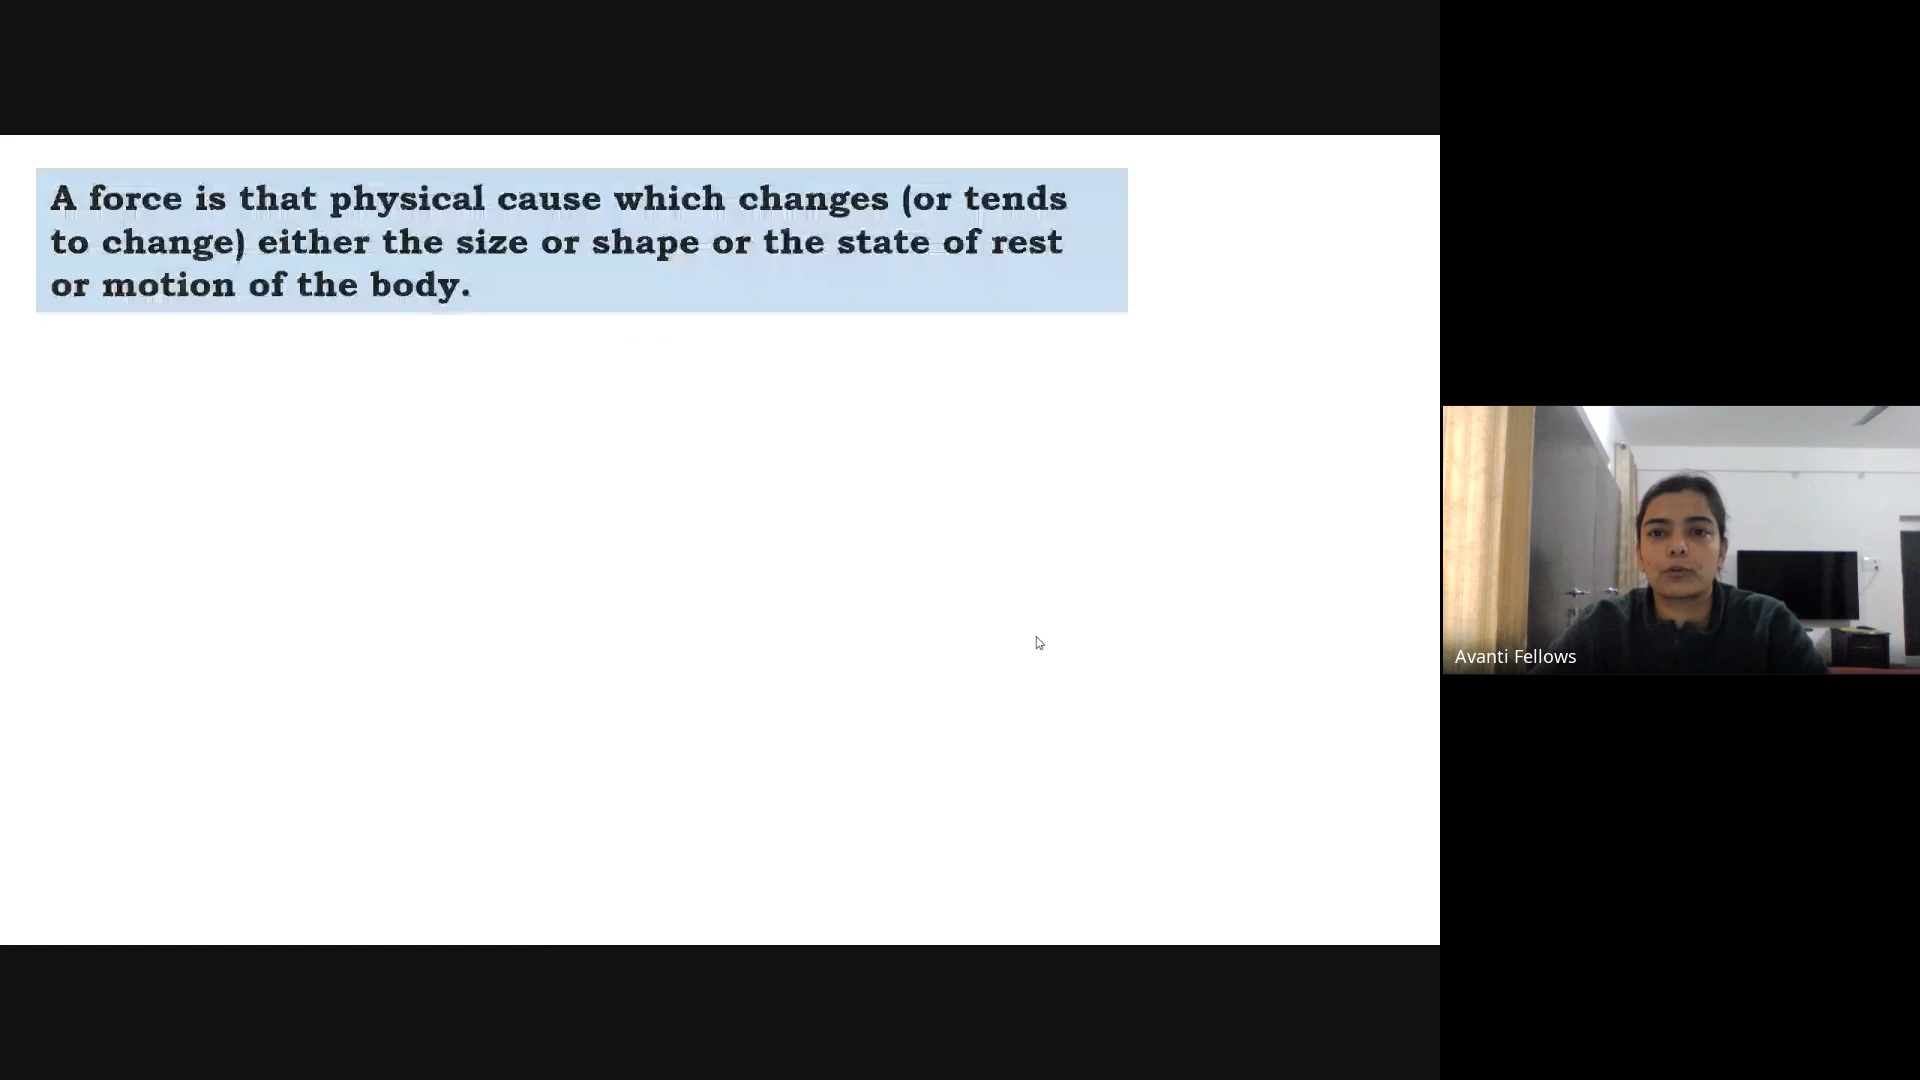 A force is that physical cause which changes (or tends
to change) either the size or shape or the state of rest
or motion of the body.
Avanti Fellows